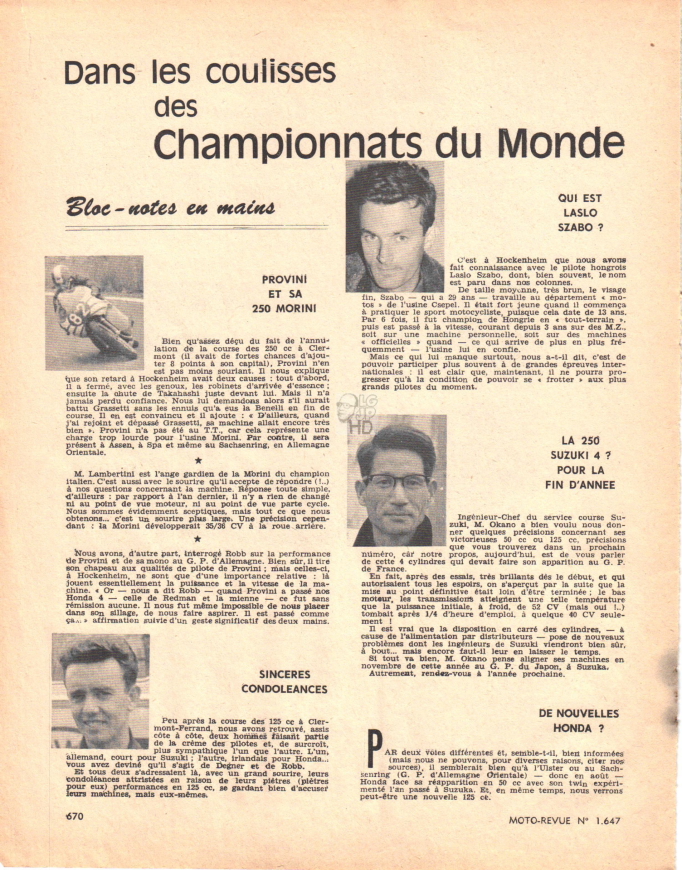 Dans les coulisses
des
Championnats du Monde
Bloc-notes en mains
PROVINI
ET SA
250 MORINI
Bien qu'assez déçu du fait de l'annu-
lation de la course des 250 cc à Cler-
mont (il avait de fortes chances d'ajou-
ter 8 points à son capital), Provini n'en
est pas moins souriant. Il nous explique
que son retard à Hockenheim avait deux causes : tout d'abord,
il a fermé, avec les genoux, les robinets d'arrivée d'essence ;
ensuite la chute de Takahashi juste devant lui. Mais il n'a
jamais perdu confiance. Nous lui demandons alors s'il aurait
battu Grassetti sans les ennuis qu'a eus la Benelli en fin de
course. Il en est convaincu et il ajoute : « D'ailleurs, quand
j'ai rejoint et dépassé Grassetti, sa machine allait encore très
bien ». Provini n'a pas été au T.T., car cela représente une
charge trop lourde pour l'usine Morini. Par contre, il sera
présent à Assen, à Spa et même au Sachsenring, en Allemagne
Orientale.
★
M. Lambertini est l'ange gardien de la Morini du champion
italien. C'est aussi avec le sourire qu'il accepte de répondre (!..)
à nos questions concernant la machine. Réponse toute simple,
d'ailleurs : par rapport à l'an dernier, il n'y a rien de changé
ni au point de vue moteur, ni au point de vue partie cycle.
Nous sommes évidemment sceptiques, mais tout ce que nous
obtenons... c'est un sourire plus large. Une précision cepen-
dant : la Morini développerait 35/36 CV à la roue arrière.
★
Nous avons, d'autre part, interrogé Robb sur la performance
de Provini et de sa mono au G. P. d'Allemagne. Bien sûr, il tire
son chapeau aux qualités de pilote de Provini ; mais celles-ci,
à Hockenheim, ne sont que d'une importance relative : là
jouent essentiellement la puissance et la vitesse de la ma-
chine. « Or — nous a dit Robb — quand Provini a passé nos
Honda 4 — celle de Redman et la mienne — ce fut sans
rémission aucune. Il nous fut même impossible de nous placer
dans son sillage, de nous faire aspirer. Il est passé comme
ça... » affirmation suivie d'un geste significatif des deux mains.
SINCERES
CONDOLEANCES
Peu après la course des 125 cc à Cler-
mont-Ferrand, nous avons retrouvé, assis
côte à côte, deux hommes faisant partie
de la crème des pilotes et, de surcroît,
plus sympathique l'un que l'autre. L'un,
allemand, court pour Suzuki ; l'autre, irlandais pour Honda...
vous avez deviné qu'il s'agit de Degner et de Robb.
Et tous deux s'adressaient là, avec un grand sourire, leurs
condoléances attristées en raison de leurs piètres (piètres
pour eux) performances en 125 cc, se gardant bien d'accuser
leurs machines, mais eux-mêmes.
QUI EST
LASLO
SZABO ?
C'est à Hockenheim que nous avons
fait connaissance avec le pilote hongrois
Laslo Szabo, dont, bien souvent, le nom
est paru dans nos colonnes.
De taille moyenne, très brun, le visage
fin, Szabo — qui a 29 ans — travaille au département « mo-
tos » de l'usine Csepel. Il était fort jeune quand il commença
à pratiquer le sport motocycliste, puisque cela date de 13 ans.
Par 6 fois, il fut champion de Hongrie en « tout-terrain »,
puis est passé à la vitesse, courant depuis 3 ans sur des M.Z.,
soit sur une machine personnelle, soit sur des machines
« officielles » quand — ce qui arrive de plus en plus fré-
quemment — l'usine lui en confie.
Mais ce qui lui manque surtout, nous a-t-il dit, c'est de
pouvoir participer plus souvent à de grandes épreuves inter-
nationales : il est clair que, maintenant, il ne pourra pro-
gresser qu'à la condition de pouvoir se « frotter » aux plus
grands pilotes du moment.
HD
LA 250
SUZUKI 4 ?
POUR LA
FIN D'ANNEE
Ingénieur-Chef du service course Su-
zuki, M. Okano a bien voulu nous don-
ner quelques précisions concernant ses
victorieuses 50 cc ou 125 cc, précisions
que vous trouverez dans un prochain
numéro, car notre propos, aujourd'hui, est de vous parler
de cette 4 cylindres qui devait faire son apparition au G. P.
de France.
En fait, après des essais, très brillants dès le début, et qui
autorisaient tous les espoirs, on s'aperçut par la suite que la
mise au point définitive était loin d'être terminée ; le bas
moteur, les transmissions atteignent une telle température
que la puissance initiale, à froid, de 52 CV (mais oui !..)
tombait après 1/4 d'heure d'emploi, à quelque 40 CV seule-
ment !
Il est vrai que la disposition en carré des cylindres, — à
cause de l'alimentation par distributeurs — pose de nouveaux
problèmes dont les ingénieurs de Suzuki viendront bien sûr,
à bout... mais encore faut-il leur en laisser le temps.
Si tout va bien, M. Okano pense aligner ses machines en
novembre de cette année au G. P. du Japon, à Suzuka.
Autrement, rendez-vous à l'année prochaine.
DE NOUVELLES
HONDA ?
PAR deux voies différentes et, semble-t-il, bien informées
(mais nous ne pouvons, pour diverses raisons, citer nos
sources), il semblerait bien qu'à l'Ulster ou au Sach-
senring (G. P. d'Allemagne Orientale) — donc en août —
Honda face sa réapparition en 50 cc avec son twin expéri-
menté l'an passé à Suzuka. Et, en même temps, nous verrons
peut-être une nouvelle 125 cc.
670
MOTO-REVUE N° 1.647